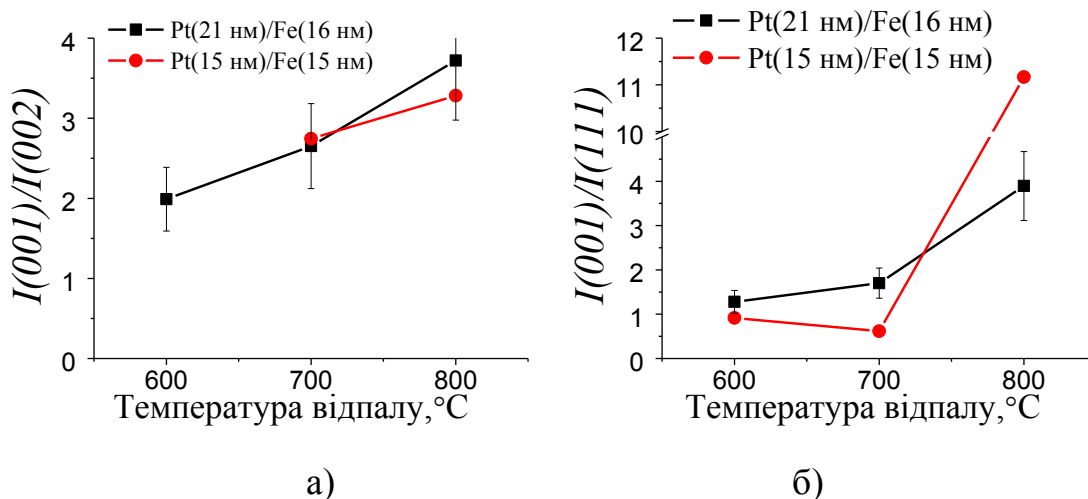 Pt(21 нм)/Fe(16 нм)
Pt(15 нм)/Fe(15 нм)
I(001)/I(002)
4
3
2
1
0
600
700
800
Температура відпалу,°C
а)
Pt(21 нм)/Fe(16 нм)
Pt(15 нм)/Fe(15 нм)
I(001)/I(111)
12
11
10
4
3
2
1
0
600
700
800
Температура відпалу,°C
б)